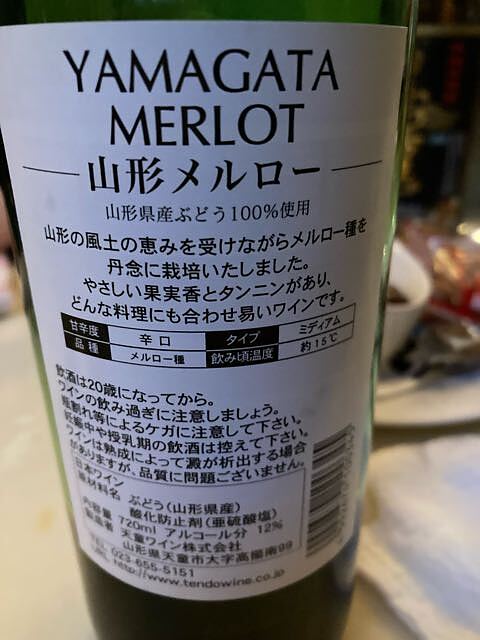 YAMAGATA
MERLOT
山形メルロー
山形県産ぶどう100%使用
山形の風土の恵みを受けながらメルロー種を
丹念に栽培いたしました。
やさしい果実香とタンニンがあり、
どんな料理にも合わせ易いワインです。
甘辛度 辛口 タイプ ミディアム
品種 メルロー種 飲み頃温度 約15℃
飲酒は20歳になってから。
ワインの飲み過ぎに注意しましょう。
瓶割れ等によるケガに注意して下さい。
妊娠中や授乳期の飲酒は控えて下さい。
ワインは熟成によって澱が析出する場合
がありますが、品質に問題ございません。
日本ワイン
原材料名 ぶどう(山形県産)
酸化防止剤(亜硫酸塩)
内容量 720ml アルコール分 12%
製造者 天童ワイン株式会社
山形県天童市大字高擶南99
TEL 023-655-5151
URL http://www.tendowine.co.jp